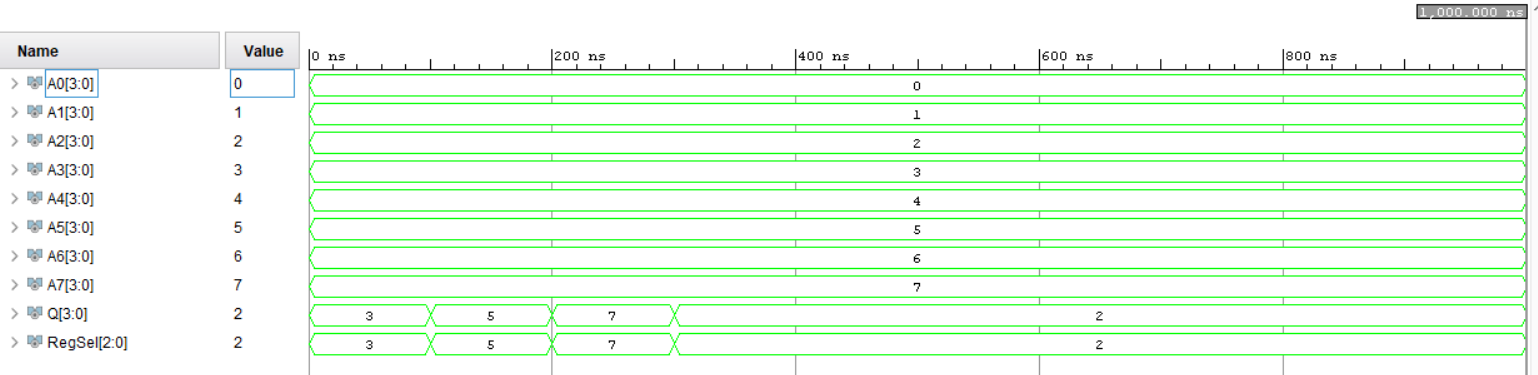 1,000.000 ns
Name Value 0 ns 200 ns 400 ns 600 ns 800 ns
A0[3:0] 0 0
A1[3:0] 1 1
A2[3:0] 2 2
A3[3:0] 3 3
A4[3:0] 4 4
A5[3:0] 5 5
A6[3:0] 6 6
A7[3:0] 7 7
Q[3:0] 2 3 5 7 2
RegSel[2:0] 2 3 5 7 2